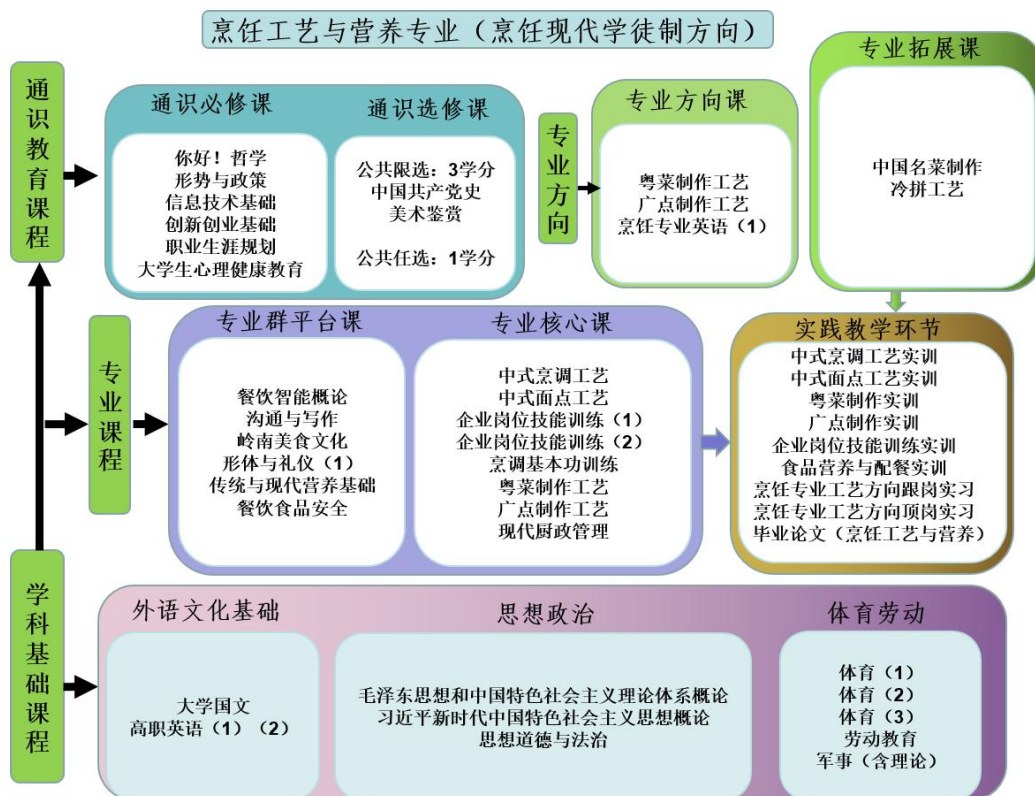 烹饪工艺与营养专业（烹饪现代学徒制方向）
通识教育课程
通识必修课
你好！哲学
形势与政策
信息技术基础
创新创业基础
职业生涯规划
大学生心理健康教育
通识选修课
公共限选：3学分
中国共产党史
美术鉴赏
公共任选：1学分
专业方向
专业方向课
粤菜制作工艺
广点制作工艺
烹饪专业英语（1）
专业拓展课
中国名菜制作
冷拼工艺
专业课程
专业群平台课
餐饮智能概论
沟通与写作
岭南美食文化
形体与礼仪（1）
传统与现代营养基础
餐饮食品安全
专业核心课
中式烹调工艺
中式面点工艺
企业岗位技能训练（1）
企业岗位技能训练（2）
烹调基本功训练
粤菜制作工艺
广点制作工艺
现代厨政管理
实践教学环节
中式烹调工艺实训
中式面点工艺实训
粤菜制作实训
广点制作实训
企业岗位技能训练实训
食品营养与配餐实训
烹饪专业工艺方向跟岗实习
烹饪专业工艺方向顶岗实习
毕业论文（烹饪工艺与营养）
学科基础课程
外语文化基础
大学国文
高职英语（1）（2）
思想政治
毛泽东思想和中国特色社会主义理论体系概论
习近平新时代中国特色社会主义思想概论
思想道德与法治
体育劳动
体育（1）
体育（2）
体育（3）
劳动教育
军事（含理论）